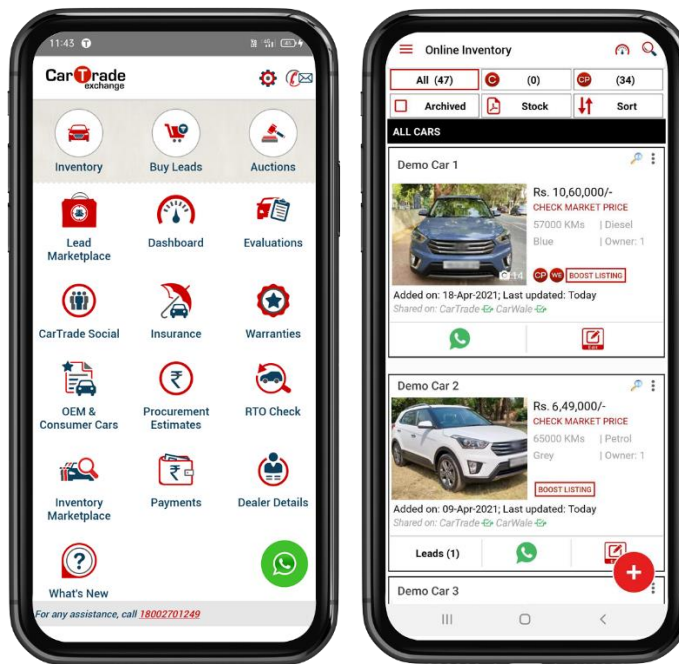 11:43
CarTrade
exchange
Inventory
Buy Leads
Auctions
Lead
Marketplace
Dashboard
Evaluations
CarTrade Social
Insurance
Warranties
OEM &
Consumer Cars
Procurement
Estimates
RTO Check
Inventory
Marketplace
Payments
Dealer Details
What's New
For any assistance, call 18002701249
Online Inventory
All (47)
C (0)
CP (34)
Archived
Stock
Sort
ALL CARS
Demo Car 1
Rs. 10,60,000/-
CHECK MARKET PRICE
57000 KMs | Diesel
Blue | Owner: 1
14
CP WE BOOST LISTING
Added on: 18-Apr-2021; Last updated: Today
Shared on: CarTrade CarWale
Demo Car 2
Rs. 6,49,000/-
CHECK MARKET PRICE
65000 KMs | Petrol
Grey | Owner: 1
BOOST LISTING
Added on: 09-Apr-2021; Last updated: Today
Shared on: CarTrade CarWale
Leads (1)
Demo Car 3